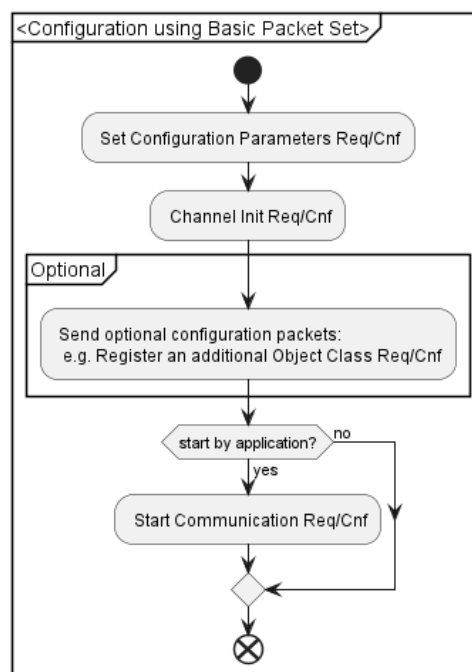 <Configuration using Basic Packet Set>
Set Configuration Parameters Req/Cnf
Channel Init Req/Cnf
Optional
Send optional configuration packets:
e.g. Register an additional Object Class Req/Cnf
start by application?
no
yes
Start Communication Req/Cnf